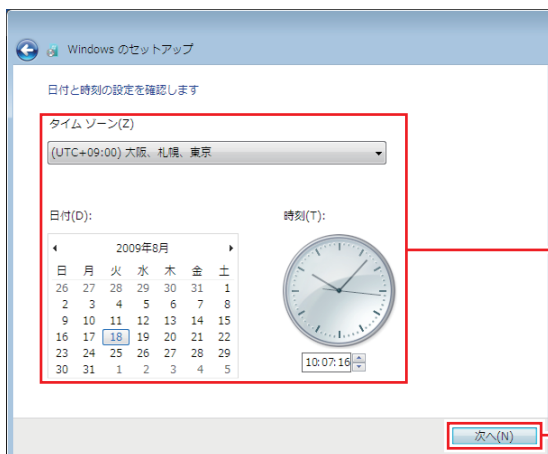 Windows のセットアップ
日付と時刻の設定を確認します
タイム ゾーン(Z)
(UTC+09:00) 大阪、札幌、東京
日付(D):
時刻(T):
2009年8月
日 月 火 水 木 金 土
26 27 28 29 30 31 1
2 3 4 5 6 7 8
9 10 11 12 13 14 15
16 17 18 19 20 21 22
23 24 25 26 27 28 29
30 31 1 2 3 4 5
10:07:16
次へ(N)